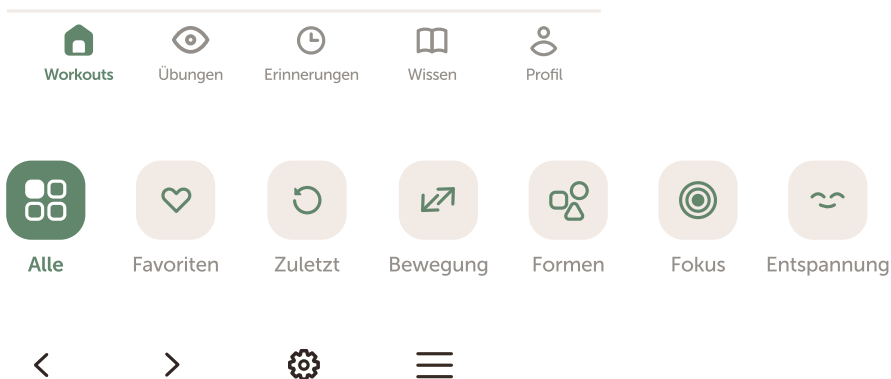 Workouts Übungen Erinnerungen Wissen Profil
Alle Favoriten Zuletzt Bewegung Formen Fokus Entspannung